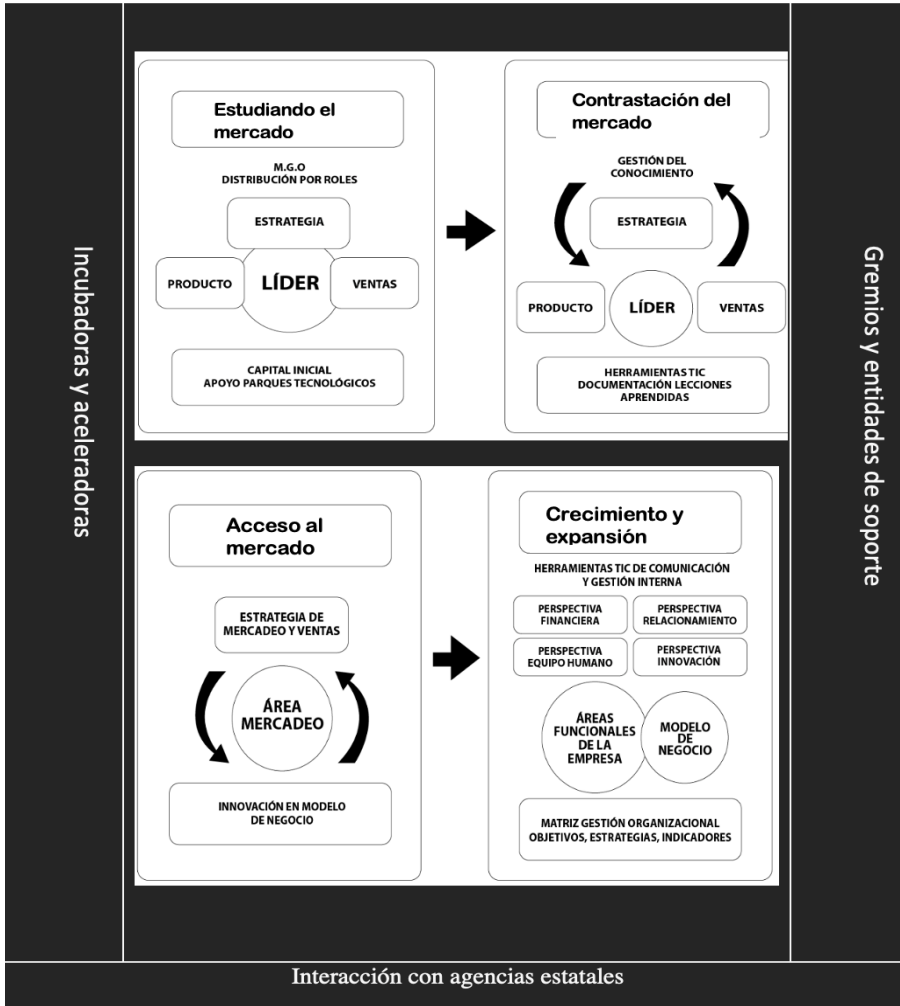 Incubadoras y aceleradoras
Estudiando el
mercado
M.G.O
DISTRIBUCIÓN POR ROLES
ESTRATEGIA
PRODUCTO
LÍDER
VENTAS
CAPITAL INICIAL
APOYO PARQUES TECNOLÓGICOS
Contrastación del
mercado
GESTIÓN DEL
CONOCIMIENTO
ESTRATEGIA
PRODUCTO
LÍDER
VENTAS
HERRAMIENTAS TIC
DOCUMENTACIÓN LECCIONES
APRENDIDAS
Acceso al
mercado
ESTRATEGIA DE
MERCADEO Y VENTAS
ÁREA
MERCADEO
INNOVACIÓN EN MODELO
DE NEGOCIO
Crecimiento y
expansión
HERRAMIENTAS TIC DE COMUNICACIÓN
Y GESTIÓN INTERNA
PERSPECTIVA
FINANCIERA
PERSPECTIVA
RELACIONAMIENTO
PERSPECTIVA
EQUIPO HUMANO
PERSPECTIVA
INNOVACIÓN
ÁREAS
FUNCIONALES
DE LA
EMPRESA
MODELO
DE
NEGOCIO
MATRIZ GESTIÓN ORGANIZACIONAL
OBJETIVOS, ESTRATEGIAS, INDICADORES
Gremios y entidades de soporte
Interacción con agencias estatales